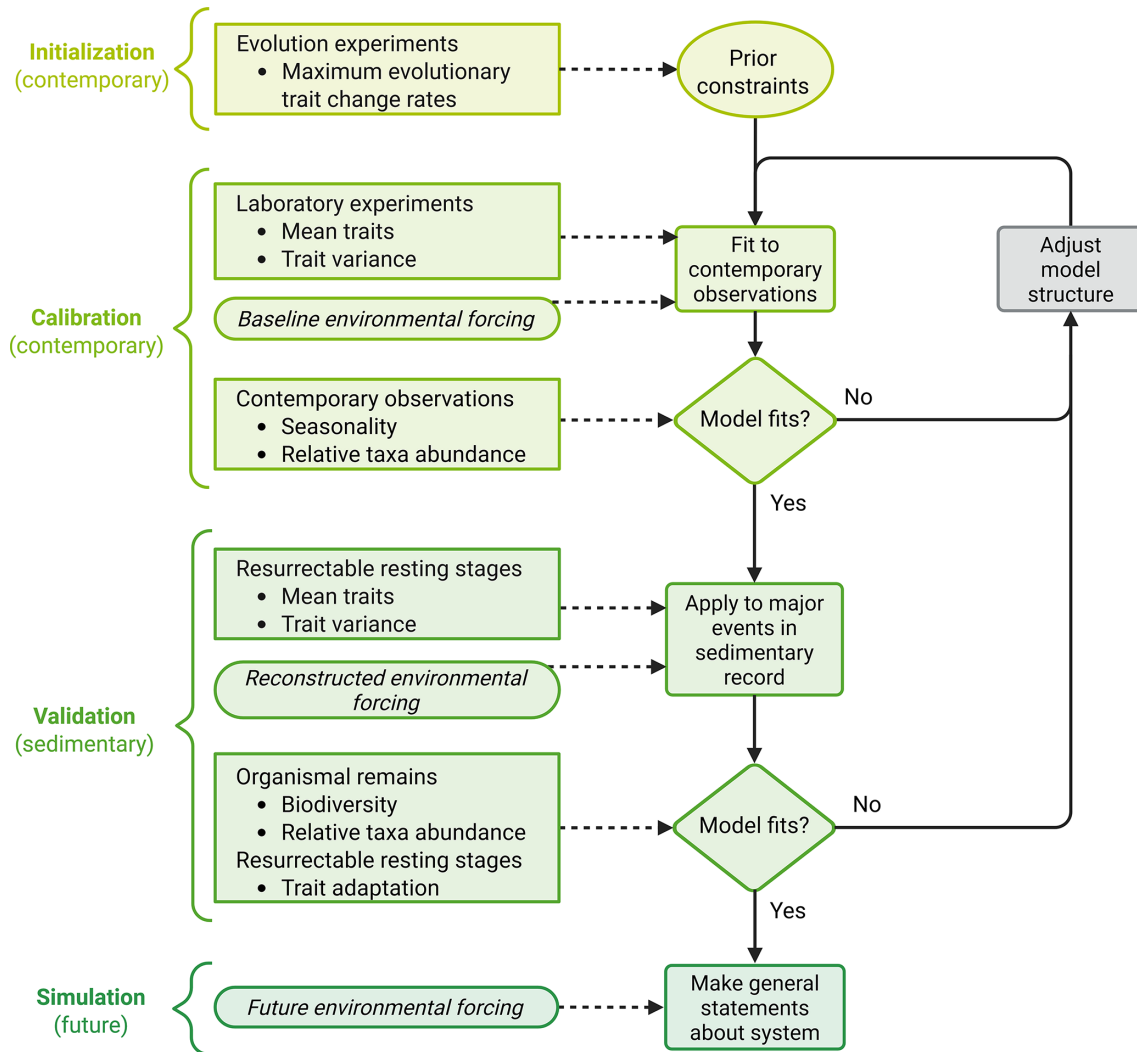 Initialization
(contemporary)
Evolution experiments
• Maximum evolutionary
trait change rates
Prior
constraints
Calibration
(contemporary)
Laboratory experiments
• Mean traits
• Trait variance
Baseline environmental forcing
Fit to
contemporary
observations
Adjust
model
structure
Contemporary observations
• Seasonality
• Relative taxa abundance
Model fits?
No
Yes
Validation
(sedimentary)
Resurrectable resting stages
• Mean traits
• Trait variance
Reconstructed environmental
forcing
Apply to major
events in
sedimentary
record
Organismal remains
• Biodiversity
• Relative taxa abundance
Resurrectable resting stages
• Trait adaptation
Model fits?
No
Yes
Simulation
(future)
Future environmental forcing
Make general
statements
about system